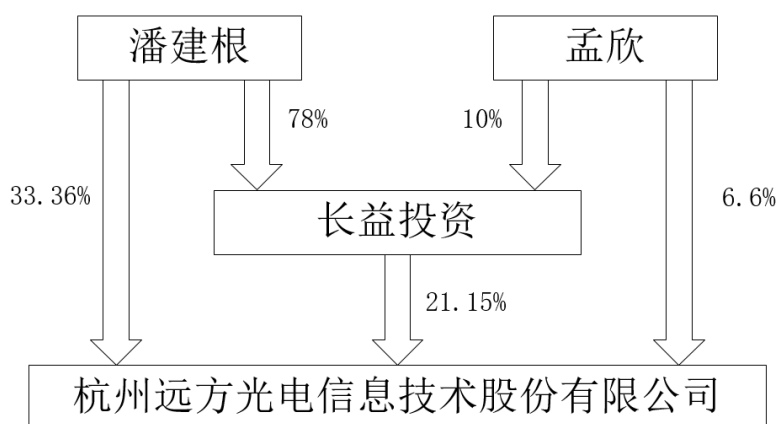 潘建根
孟欣
78%
10%
33.36%
6.6%
长益投资
21.15%
杭州远方光电信息技术股份有限公司